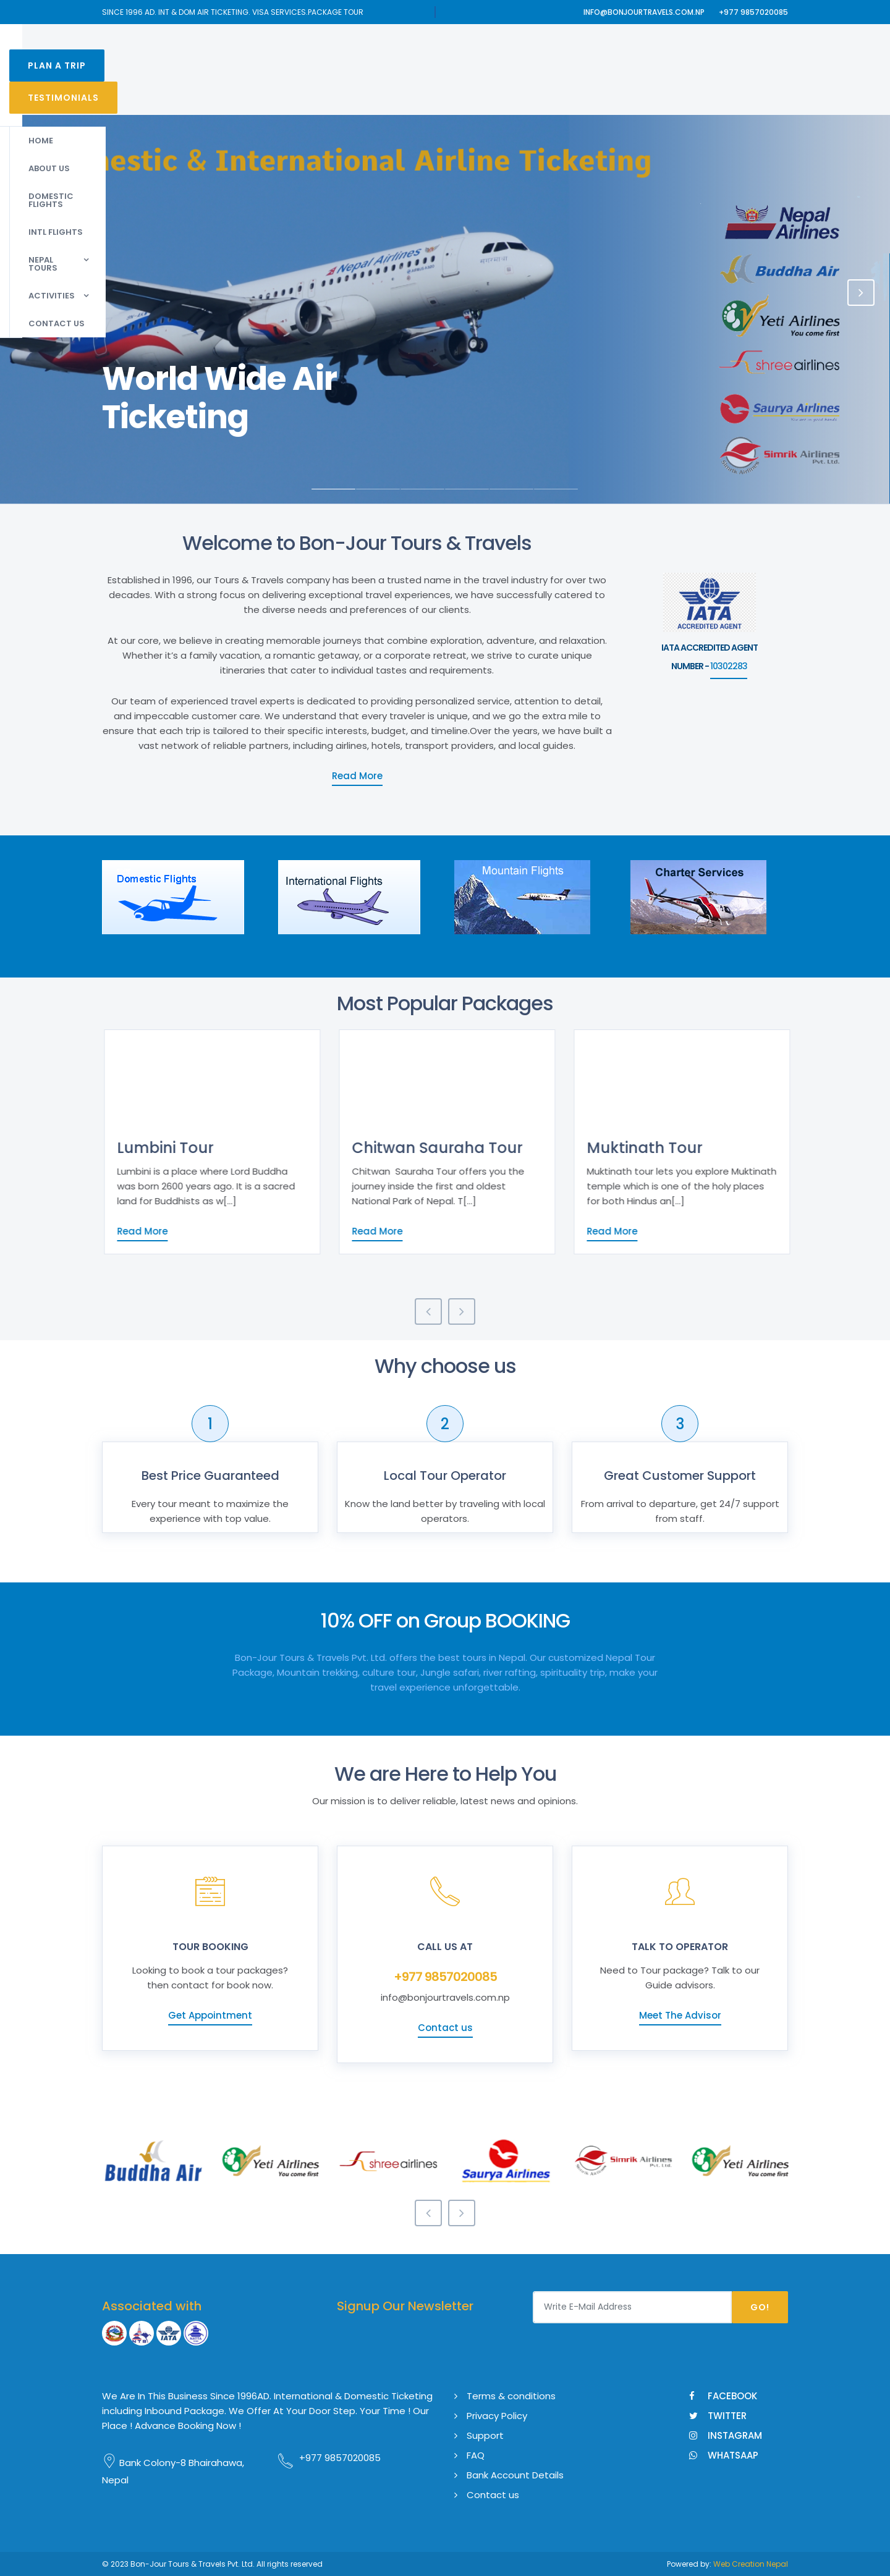 SINCE 1996 AD. INT & DOM AIR TICKETING. VISA SERVICES.PACKAGE TOUR
INFO@BONJOURTRAVELS.COM.NP
+977 9857020085
PLAN A TRIP
TESTIMONIALS
HOME
ABOUT US
DOMESTIC
FLIGHTS
INTL FLIGHTS
NEPAL
TOURS
ACTIVITIES
CONTACT US
nestic & International Airline Ticketing
Nepal Airlines
Nepal
Airlines
Buddha Air
Yeti Airlines
You come first
shreeairlines
Saurya Airlines
Simrik Airlines
Pvt. Ltd.
World Wide Air
Ticketing
Welcome to Bon-Jour Tours & Travels
Established in 1996, our Tours & Travels company has been a trusted name in the travel industry for over two
decades. With a strong focus on delivering exceptional travel experiences, we have successfully catered to
the diverse needs and preferences of our clients.
At our core, we believe in creating memorable journeys that combine exploration, adventure, and relaxation.
Whether it's a family vacation, a romantic getaway, or a corporate retreat, we strive to curate unique
itineraries that cater to individual tastes and requirements.
Our team of experienced travel experts is dedicated to providing personalized service, attention to detail,
and impeccable customer care. We understand that every traveler is unique, and we go the extra mile to
ensure that each trip is tailored to their specific interests, budget, and timeline.Over the years, we have built a
vast network of reliable partners, including airlines, hotels, transport providers, and local guides.
Read More
IATA
ACCREDITED AGENT
IATA ACCREDITED AGENT
NUMBER - 10302283
Domestic Flights
International Flights
Mountain Flights
Charter Services
Most Popular Packages
Lumbini Tour
Lumbini is a place where Lord Buddha
was born 2600 years ago. It is a sacred
land for Buddhists as w[...]
Read More
Chitwan Sauraha Tour
Chitwan Sauraha Tour offers you the
journey inside the first and oldest
National Park of Nepal. T[...]
Read More
Muktinath Tour
Muktinath tour lets you explore Muktinath
temple which is one of the holy places
for both Hindus an[...]
Read More
Why choose us
1
Best Price Guaranteed
Every tour meant to maximize the
experience with top value.
2
Local Tour Operator
Know the land better by traveling with local
operators.
3
Great Customer Support
From arrival to departure, get 24/7 support
from staff.
10% OFF on Group BOOKING
Bon-Jour Tours & Travels Pvt. Ltd. offers the best tours in Nepal. Our customized Nepal Tour
Package, Mountain trekking, culture tour, Jungle safari, river rafting, spirituality trip, make your
travel experience unforgettable.
We are Here to Help You
Our mission is to deliver reliable, latest news and opinions.
TOUR BOOKING
Looking to book a tour packages?
then contact for book now.
Get Appointment
CALL US AT
+977 9857020085
info@bonjourtravels.com.np
Contact us
TALK TO OPERATOR
Need to Tour package? Talk to our
Guide advisors.
Meet The Advisor
Buddha Air
Yeti Airlines
You come first
shreeairlines
Saurya Airlines
Simrik Airlines
Pvt. Ltd.
Yeti Airlines
You come first
Associated with
IATA
Signup Our Newsletter
Write E-Mail Address
GO!
We Are In This Business Since 1996AD. International & Domestic Ticketing
including Inbound Package. We Offer At Your Door Step. Your Time ! Our
Place ! Advance Booking Now !
Bank Colony-8 Bhairahawa,
Nepal
+977 9857020085
Terms & conditions
Privacy Policy
Support
FAQ
Bank Account Details
Contact us
FACEBOOK
TWITTER
INSTAGRAM
WHATSAAP
© 2023 Bon-Jour Tours & Travels Pvt. Ltd. All rights reserved
Powered by: Web Creation Nepal